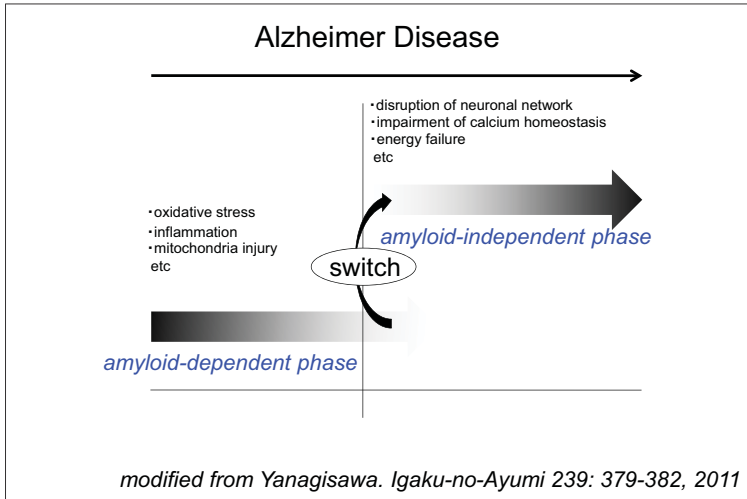 Alzheimer Disease
・disruption of neuronal network
・impairment of calcium homeostasis
・energy failure
etc
・oxidative stress
・inflammation
・mitochondria injury
etc
amyloid-independent phase
switch
amyloid-dependent phase
modified from Yanagisawa. Igaku-no-Ayumi 239: 379-382, 2011